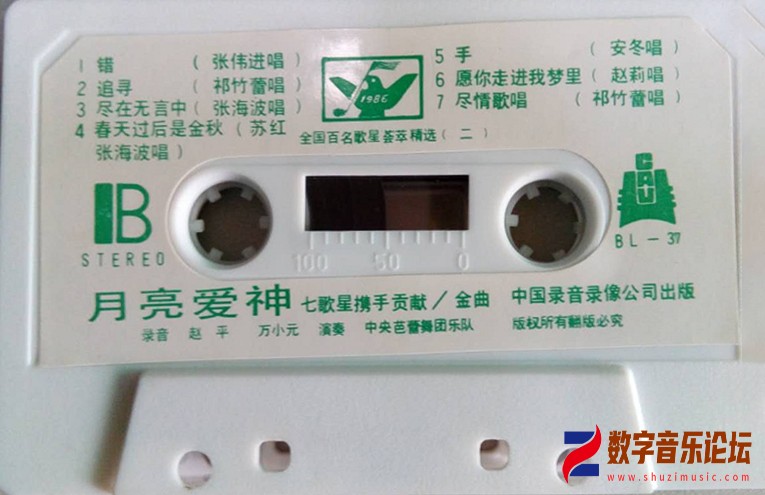 1 错 （ 张伟进唱 ）
2 追寻 （ 祁竹蕾唱 ）
3 尽在无言中（ 张海波唱 ）
4 春天过后是金秋（ 苏红
张海波唱 ）
1986
全国百名歌星荟萃精选（ 二 ）
5 手 （ 安冬唱 ）
6 愿你走进我梦里（ 赵莉唱 ）
7 尽情歌唱 （ 祁竹蕾唱 ）
B
STEREO
100 50 0
BL－37
月亮爱神 七歌星携手贡献／金曲 中国录音录像公司出版
录音 赵平 万小元 演奏 中央芭蕾舞团乐队 版权所有翻版必究
数字音乐论坛
www.shuzimusic.com